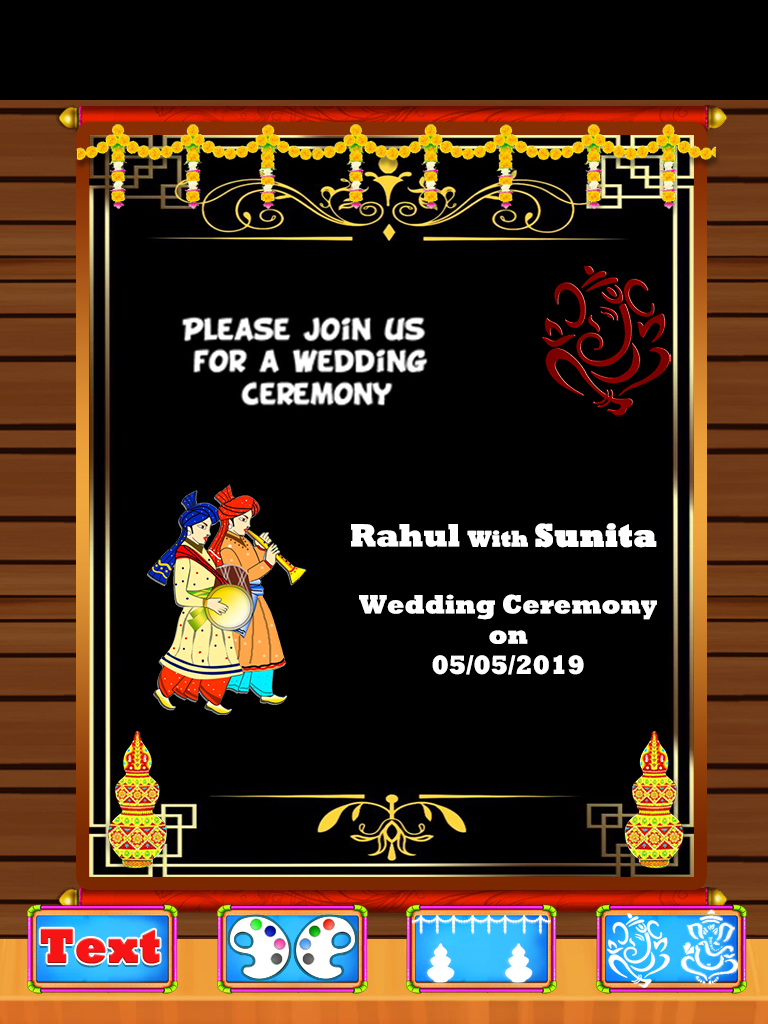 PLEASE JOIN US
FOR A WEDDING
CEREMONY
Rahul With Sunita
Wedding Ceremony
on
05/05/2019
Text